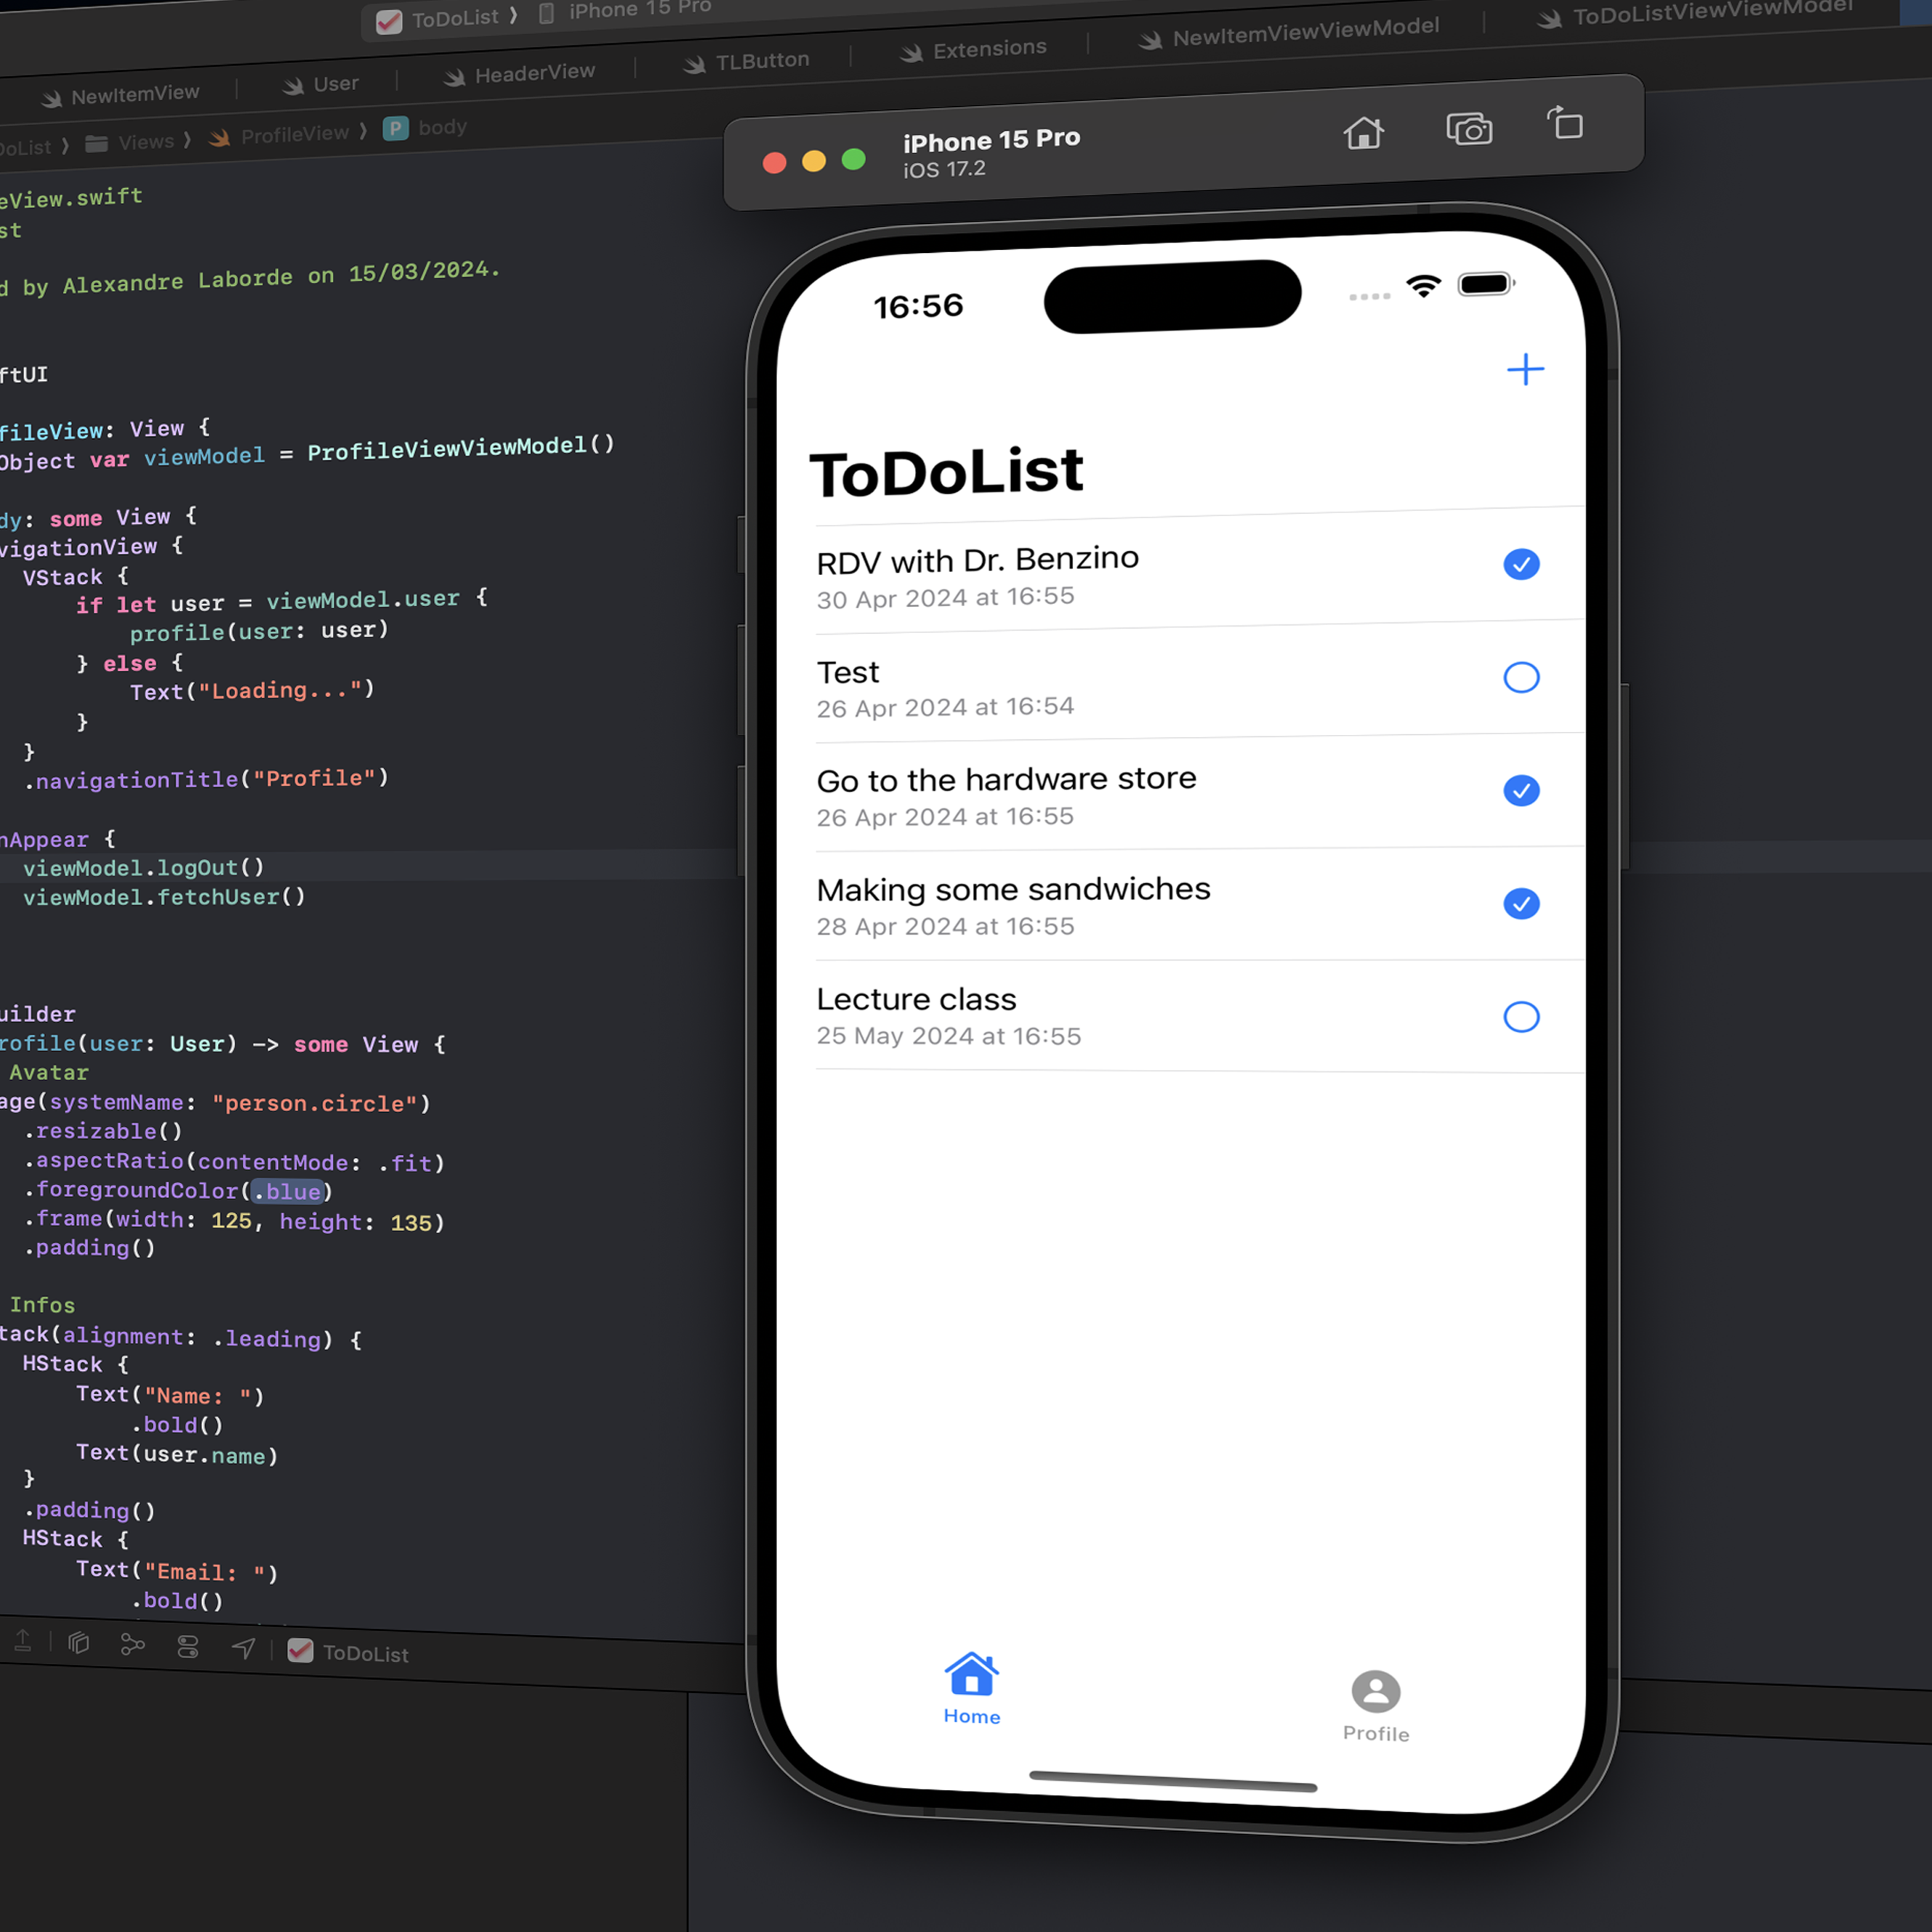 ToDoList › iPhone 15 Pro
NewItemView User HeaderView TLButton Extensions NewItemViewViewModel ToDoListViewViewModel
DoList › Views › ProfileView › P body
eView.swift
st
d by Alexandre Laborde on 15/03/2024.
ftUI
fileView: View {
Object var viewModel = ProfileViewViewModel()
dy: some View {
vigationView {
VStack {
if let user = viewModel.user {
profile(user: user)
} else {
Text("Loading...")
}
}
.navigationTitle("Profile")
nAppear {
viewModel.logOut()
viewModel.fetchUser()
uilder
rofile(user: User) -> some View {
Avatar
age(systemName: "person.circle")
.resizable()
.aspectRatio(contentMode: .fit)
.foregroundColor(.blue)
.frame(width: 125, height: 135)
.padding()
Infos
tack(alignment: .leading) {
HStack {
Text("Name: ")
.bold()
Text(user.name)
}
.padding()
HStack {
Text("Email: ")
.bold()
ToDoList
iPhone 15 Pro
iOS 17.2
16:56
ToDoList
RDV with Dr. Benzino
30 Apr 2024 at 16:55
Test
26 Apr 2024 at 16:54
Go to the hardware store
26 Apr 2024 at 16:55
Making some sandwiches
28 Apr 2024 at 16:55
Lecture class
25 May 2024 at 16:55
Home
Profile